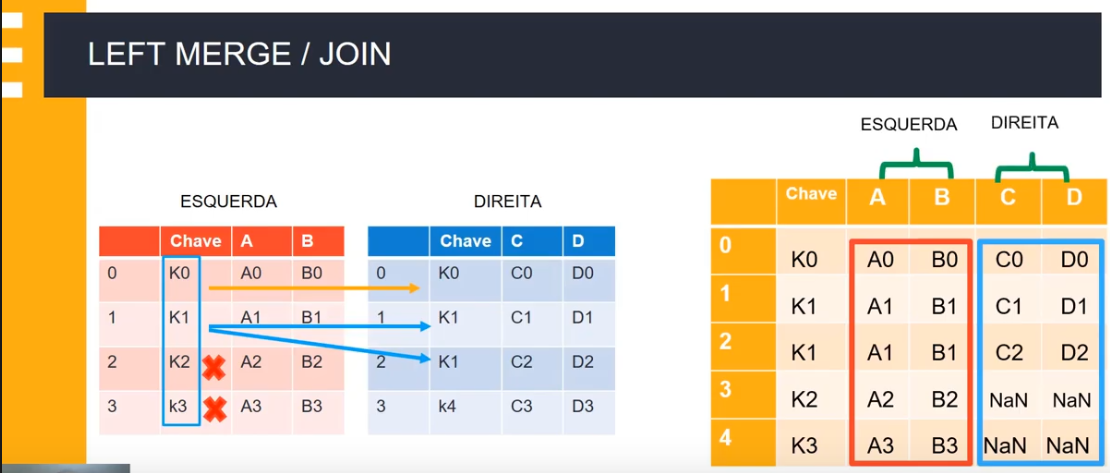 LEFT MERGE / JOIN
ESQUERDA
Chave A B
0 K0 A0 B0
1 K1 A1 B1
2 K2 A2 B2
3 k3 A3 B3
DIREITA
Chave C D
0 K0 C0 D0
1 K1 C1 D1
2 K1 C2 D2
3 k4 C3 D3
ESQUERDA DIREITA
Chave A B C D
0 K0 A0 B0 C0 D0
1 K1 A1 B1 C1 D1
2 K1 A1 B1 C2 D2
3 K2 A2 B2 NaN NaN
4 K3 A3 B3 NaN NaN